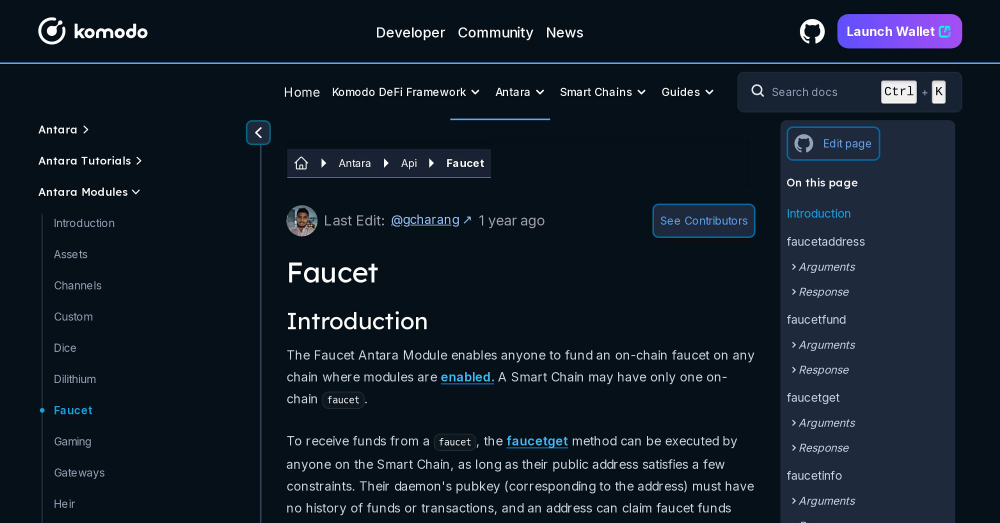 komodo
Developer Community News
Launch Wallet
Home Komodo DeFi Framework Antara Smart Chains Guides
Search docs Ctrl + K
Antara
Antara Tutorials
Antara Modules
Introduction
Assets
Channels
Custom
Dice
Dilithium
Faucet
Gaming
Gateways
Heir
Antara Api Faucet
Last Edit: @gcharang ↗ 1 year ago
See Contributors
Faucet
Introduction
The Faucet Antara Module enables anyone to fund an on-chain faucet on any
chain where modules are enabled. A Smart Chain may have only one on-
chain faucet.
To receive funds from a faucet, the faucetget method can be executed by
anyone on the Smart Chain, as long as their public address satisfies a few
constraints. Their daemon's pubkey (corresponding to the address) must have
no history of funds or transactions, and an address can claim faucet funds
Edit page
On this page
Introduction
faucetaddress
Arguments
Response
faucetfund
Arguments
Response
faucetget
Arguments
Response
faucetinfo
Arguments